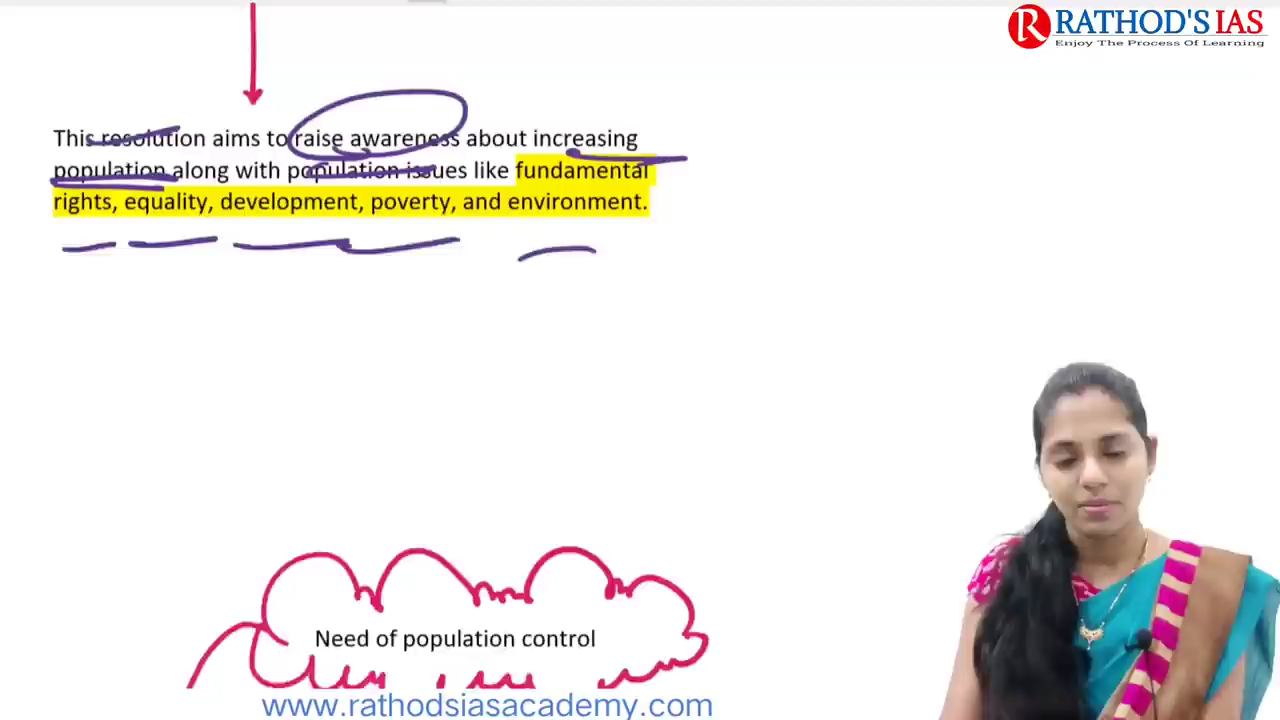 RATHOD'S IAS
Enjoy The Process Of Learning
This resolution aims to raise awareness about increasing
population along with population issues like fundamental
rights, equality, development, poverty, and environment.
Need of population control
www.rathodsiasacademy.com